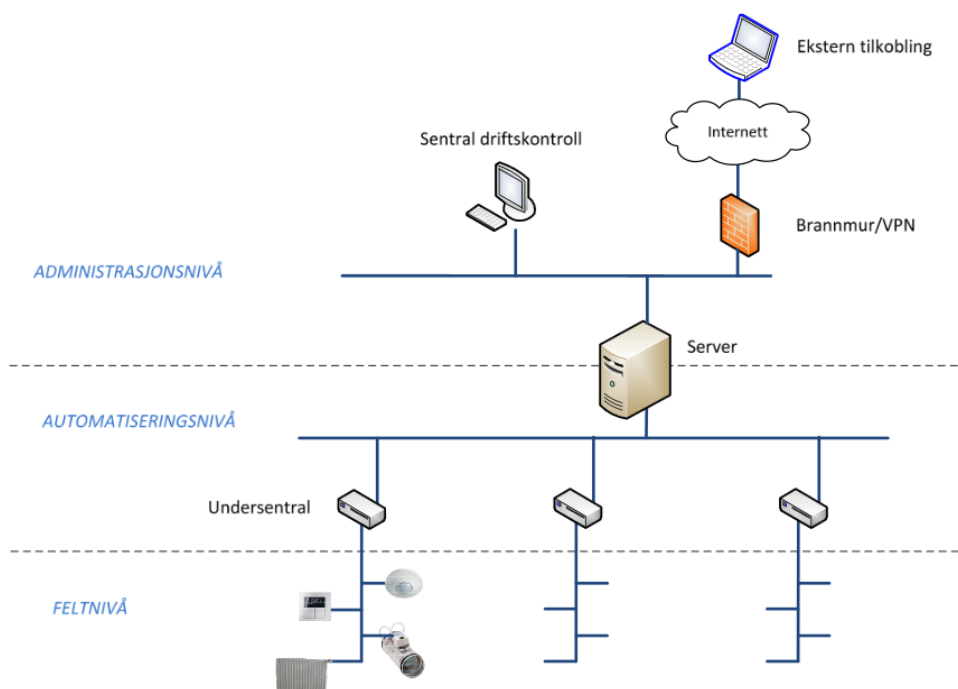 Ekstern tilkobling
Internett
Sentral driftskontroll
Brannmur/VPN
ADMINISTRASJONSNIVÅ
Server
AUTOMATISERINGSNIVÅ
Undersentral
FELTNIVÅ